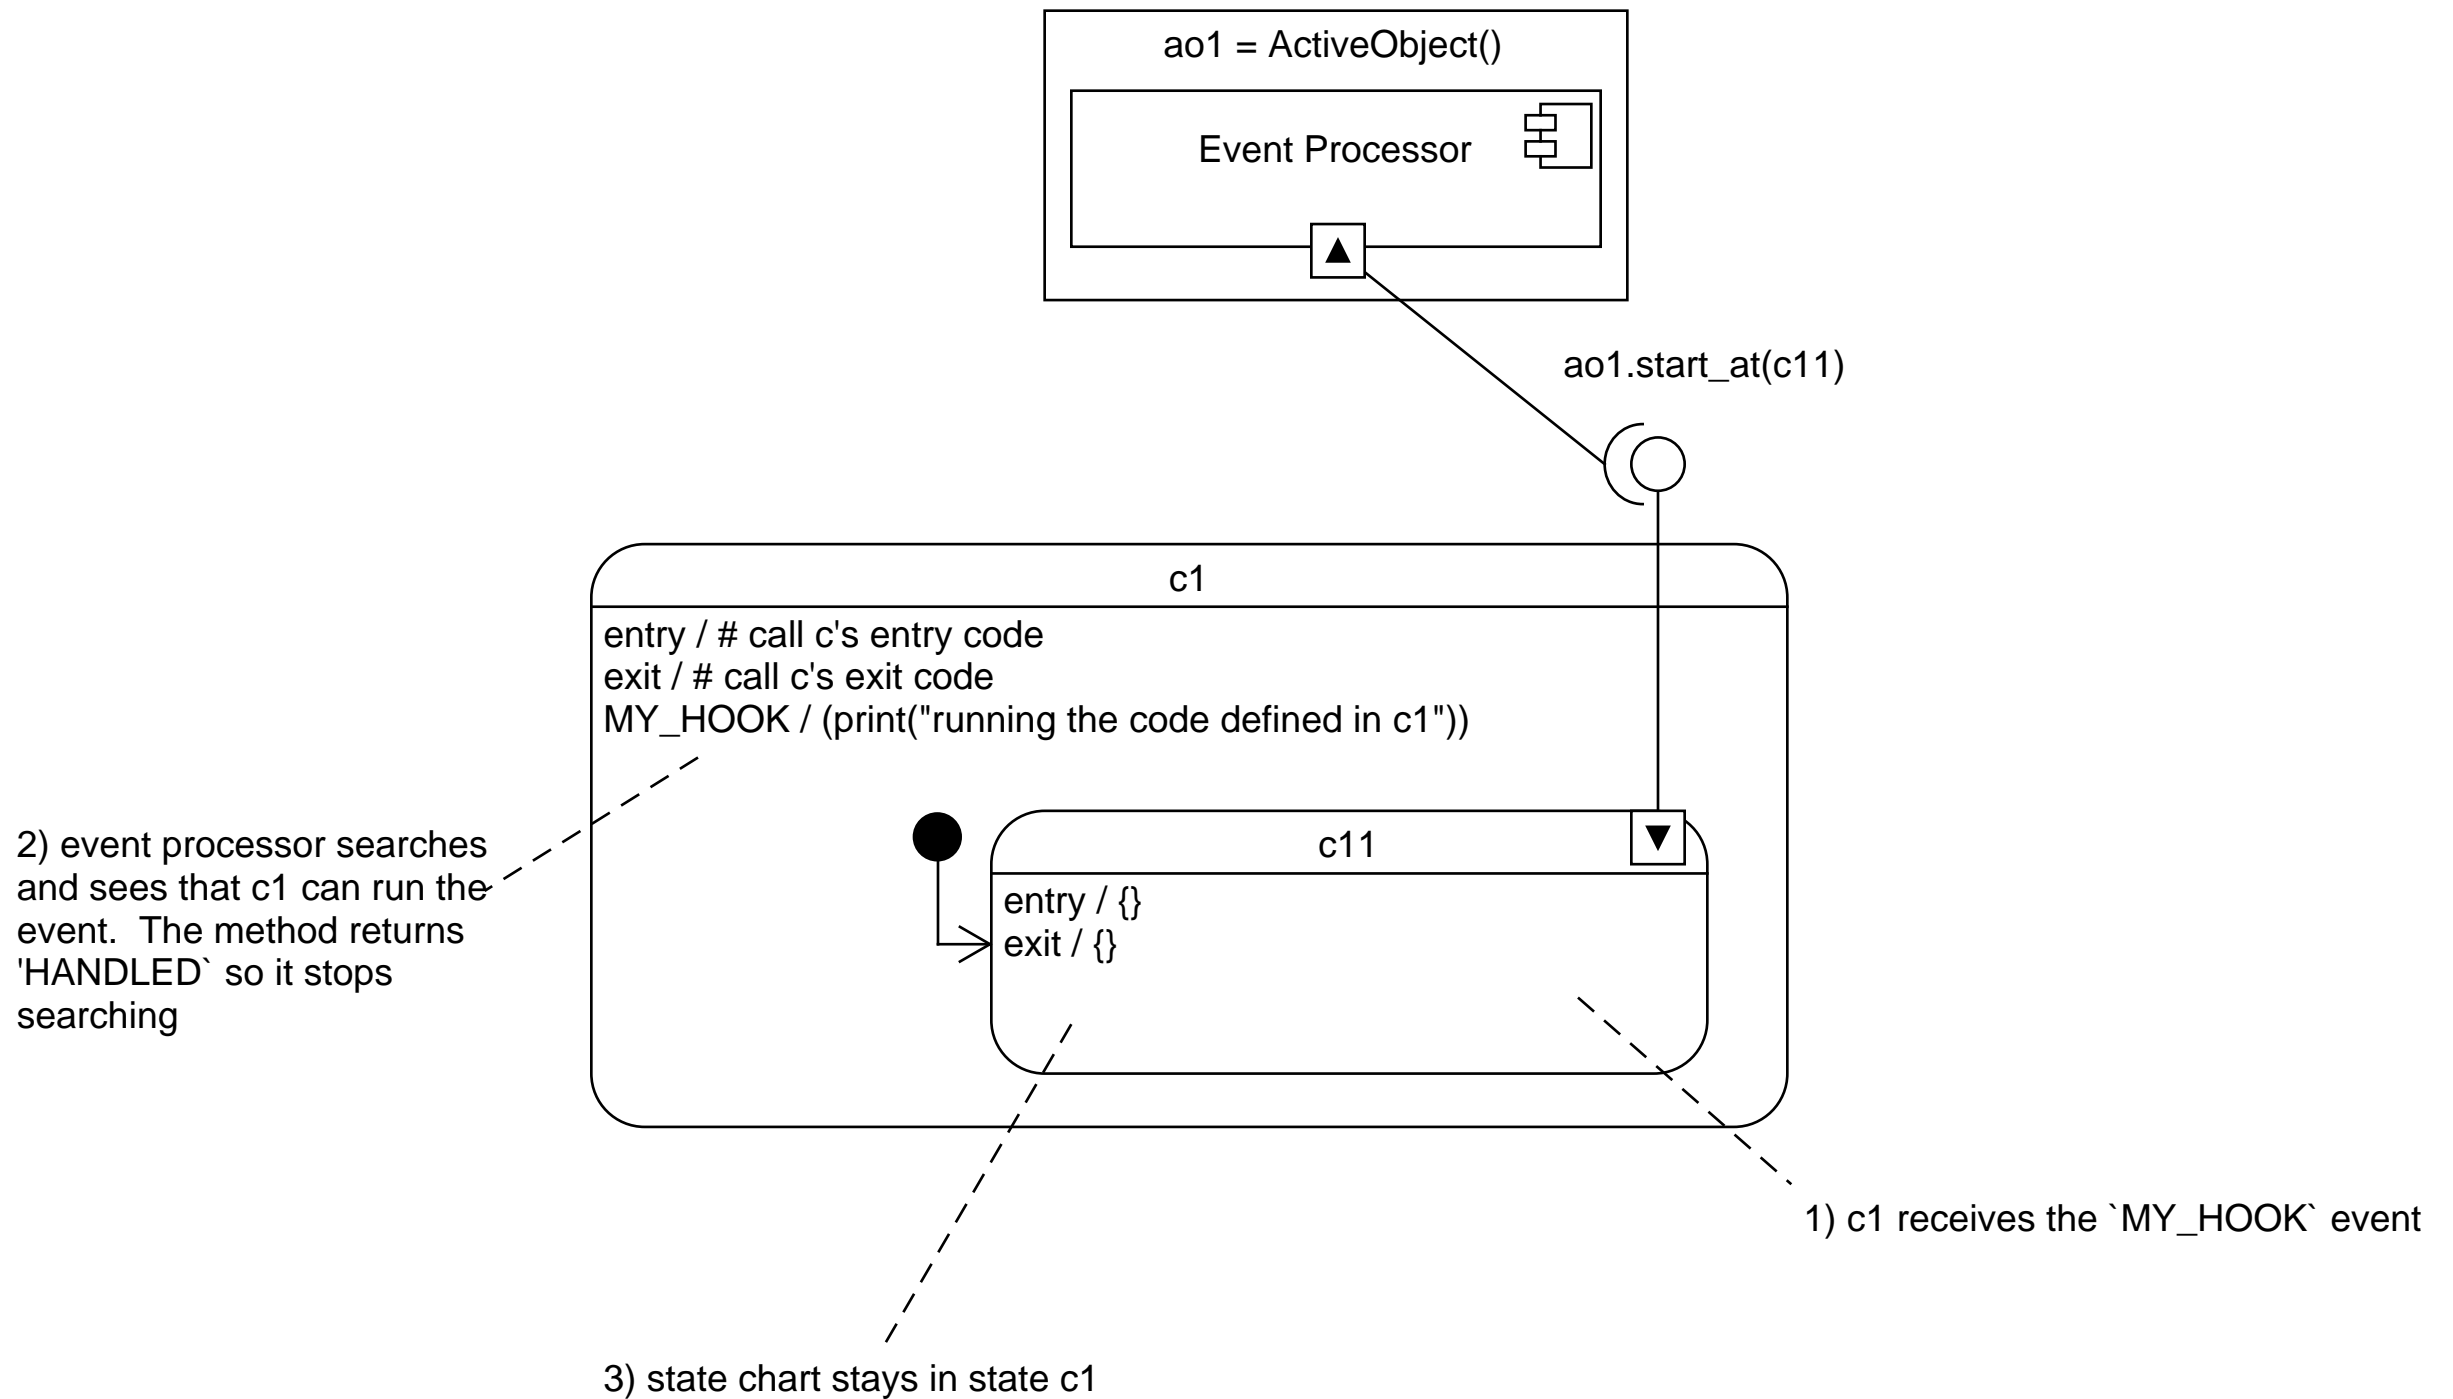 ao1 = ActiveObject()
Event Processor
ao1.start_at(c11)
c1
entry / # call c's entry code
exit / # call c's exit code
MY_HOOK / (print("running the code defined in c1"))
2) event processor searches
and sees that c1 can run the
event.  The method returns
'HANDLED` so it stops
searching
c11
entry / {}
exit / {}
1) c1 receives the `MY_HOOK` event
3) state chart stays in state c1